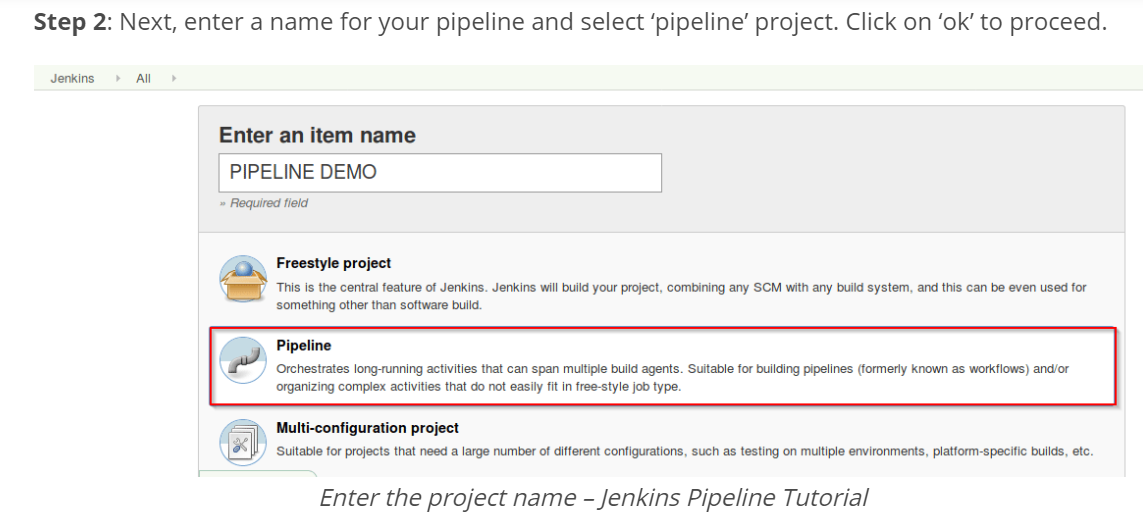 Step 2: Next, enter a name for your pipeline and select ‘pipeline’ project. Click on ‘ok’ to proceed.
Jenkins All
Enter an item name
PIPELINE DEMO
» Required field
Freestyle project
This is the central feature of Jenkins. Jenkins will build your project, combining any SCM with any build system, and this can be even used for
something other than software build.
Pipeline
Orchestrates long-running activities that can span multiple build agents. Suitable for building pipelines (formerly known as workflows) and/or
organizing complex activities that do not easily fit in free-style job type.
Multi-configuration project
Suitable for projects that need a large number of different configurations, such as testing on multiple environments, platform-specific builds, etc.
Enter the project name – Jenkins Pipeline Tutorial